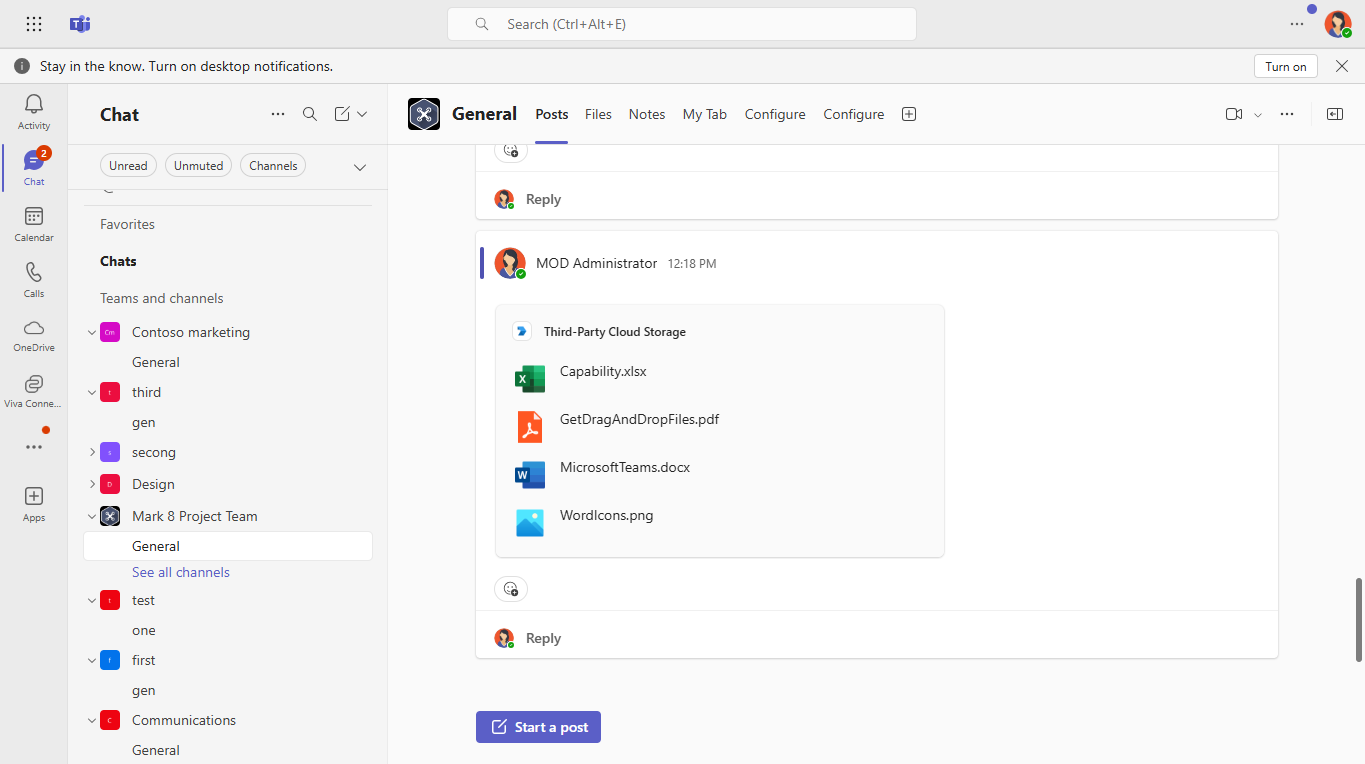 Search (Ctrl+Alt+E)
Stay in the know. Turn on desktop notifications.
Turn on
Activity
2
Chat
Calendar
Calls
OneDrive
Viva Conne...
Apps
Chat
Unread
Unmuted
Channels
Favorites
Chats
Teams and channels
Cm Contoso marketing
General
t third
gen
s secong
D Design
Mark 8 Project Team
General
See all channels
t test
one
f first
gen
C Communications
General
General
Posts
Files
Notes
My Tab
Configure
Configure
Reply
MOD Administrator 12:18 PM
Third-Party Cloud Storage
Capability.xlsx
GetDragAndDropFiles.pdf
MicrosoftTeams.docx
WordIcons.png
Reply
Start a post